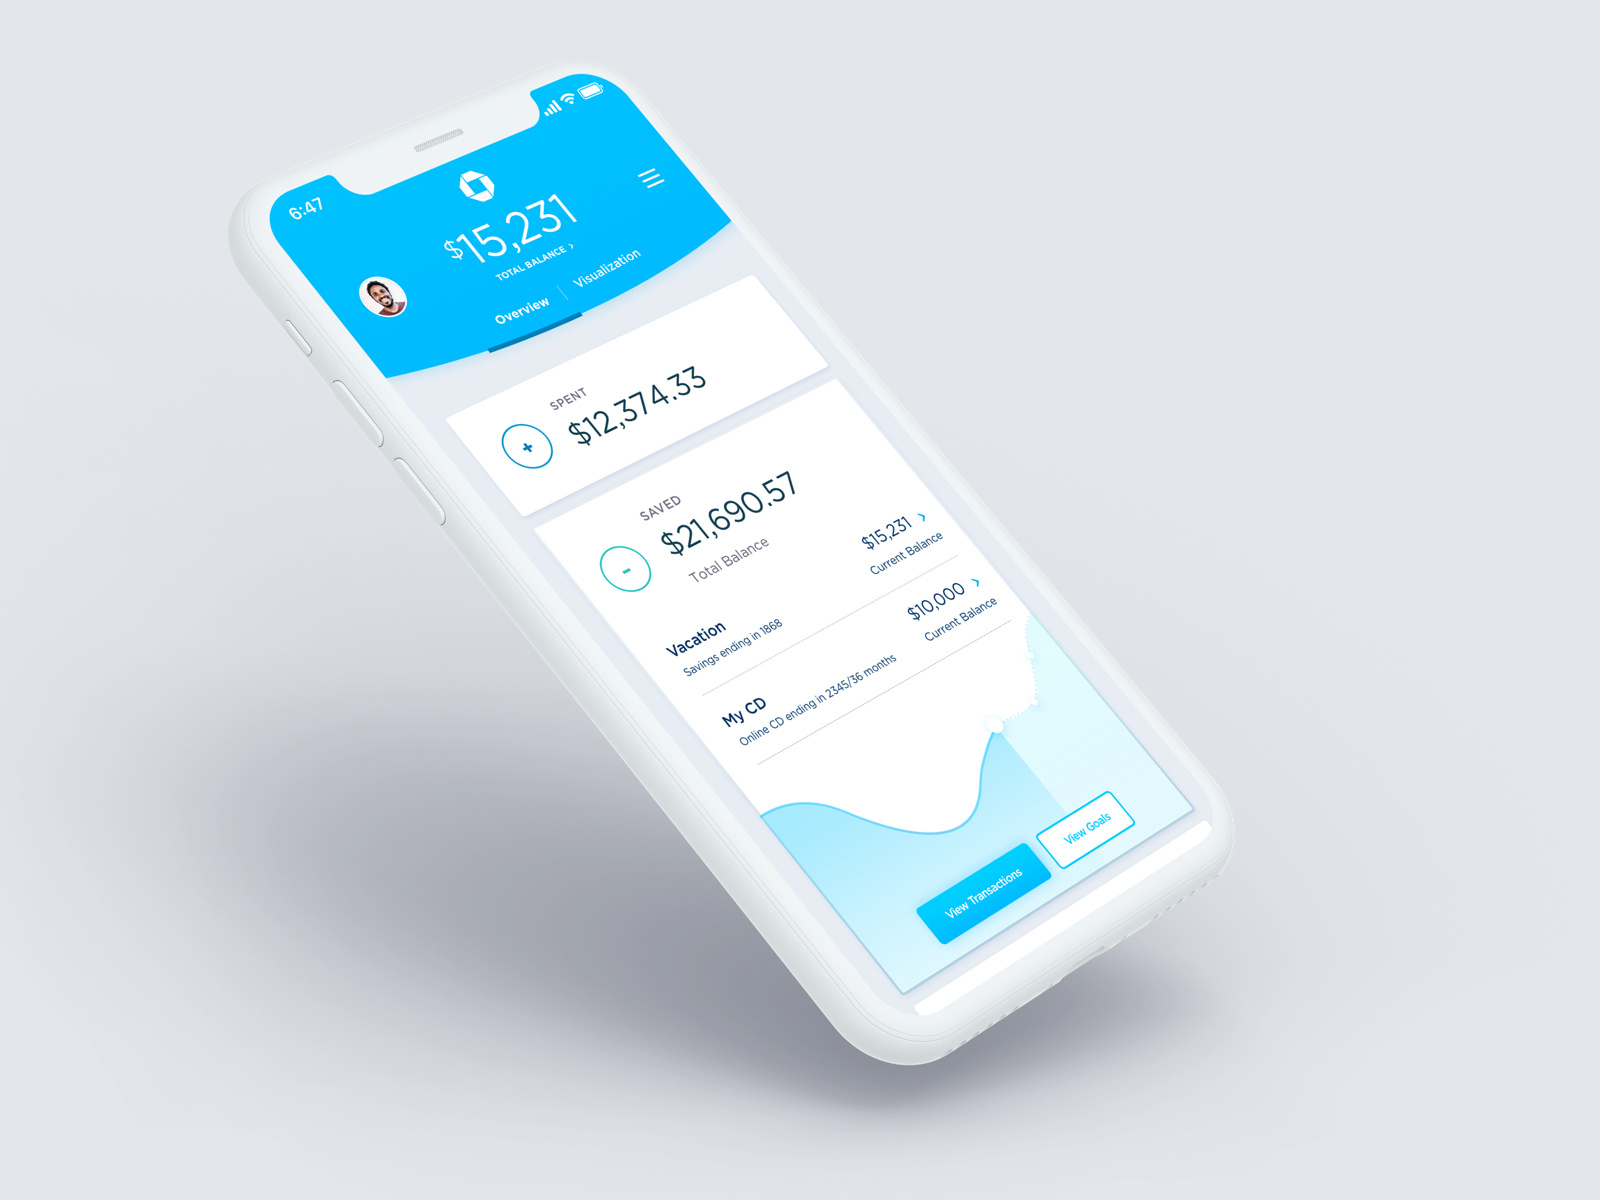 6:47
$15,231
TOTAL BALANCE ›
Overview
Visualization
SPENT
+
$12,374.33
SAVED
-
$21,690.57
Total Balance
Vacation
Savings ending in 1868
$15,231 ›
Current Balance
My CD
Online CD ending in 2345/36 months
$10,000 ›
Current Balance
View Transactions
View Goals